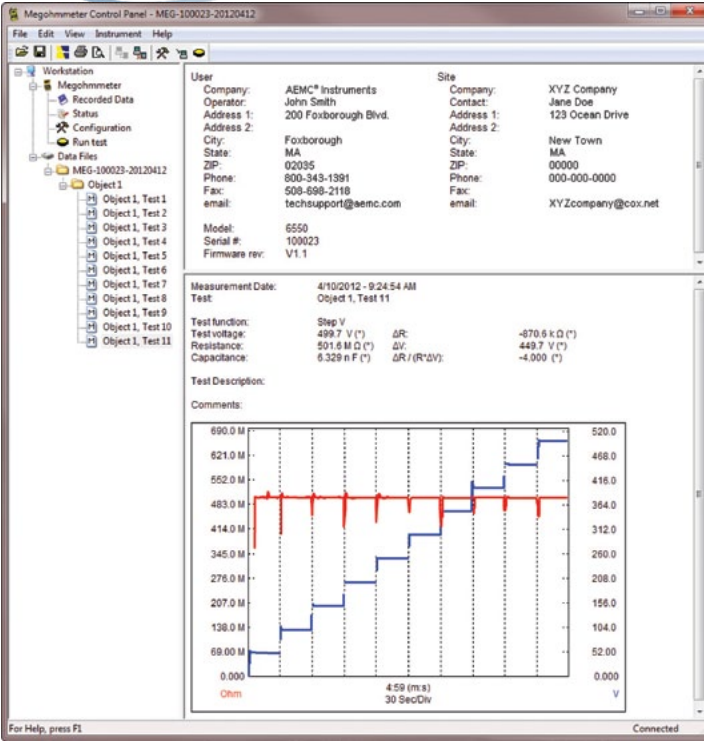 Megohmmeter Control Panel - MEG-100023-20120412
File Edit View Instrument Help
Workstation
Megohmmeter
Recorded Data
Status
Configuration
Run test
Data Files
MEG-100023-20120412
Object 1
Object 1, Test 1
Object 1, Test 2
Object 1, Test 3
Object 1, Test 4
Object 1, Test 5
Object 1, Test 6
Object 1, Test 7
Object 1, Test 8
Object 1, Test 9
Object 1, Test 10
Object 1, Test 11
User Site
Company: AEMC® Instruments Company: XYZ Company
Operator: John Smith Contact: Jane Doe
Address 1: 200 Foxborough Blvd. Address 1: 123 Ocean Drive
Address 2: Address 2:
City: Foxborough City: New Town
State: MA State: MA
ZIP: 02035 ZIP: 00000
Phone: 800-343-1391 Phone: 000-000-0000
Fax: 508-698-2118 Fax:
email: techsupport@aemc.com email: XYZcompany@cox.net
Model: 6550
Serial #: 100023
Firmware rev: V1.1
Measurement Date: 4/10/2012 - 9:24:54 AM
Test: Object 1, Test 11
Test function: Step V
Test voltage: 499.7 V (*) ΔR: -870.6 k Ω (*)
Resistance: 501.6 M Ω (*) ΔV: 449.7 V (*)
Capacitance: 6.329 n F (*) ΔR / (R*ΔV): -4.000 (*)
Test Description:
Comments:
690.0 M 520.0
621.0 M 468.0
552.0 M 416.0
483.0 M 364.0
414.0 M 312.0
345.0 M 260.0
276.0 M 208.0
207.0 M 156.0
138.0 M 104.0
69.00 M 52.00
0.000 0.000
Ohm 4:59 (m:s) V
30 Sec/Div
For Help, press F1 Connected